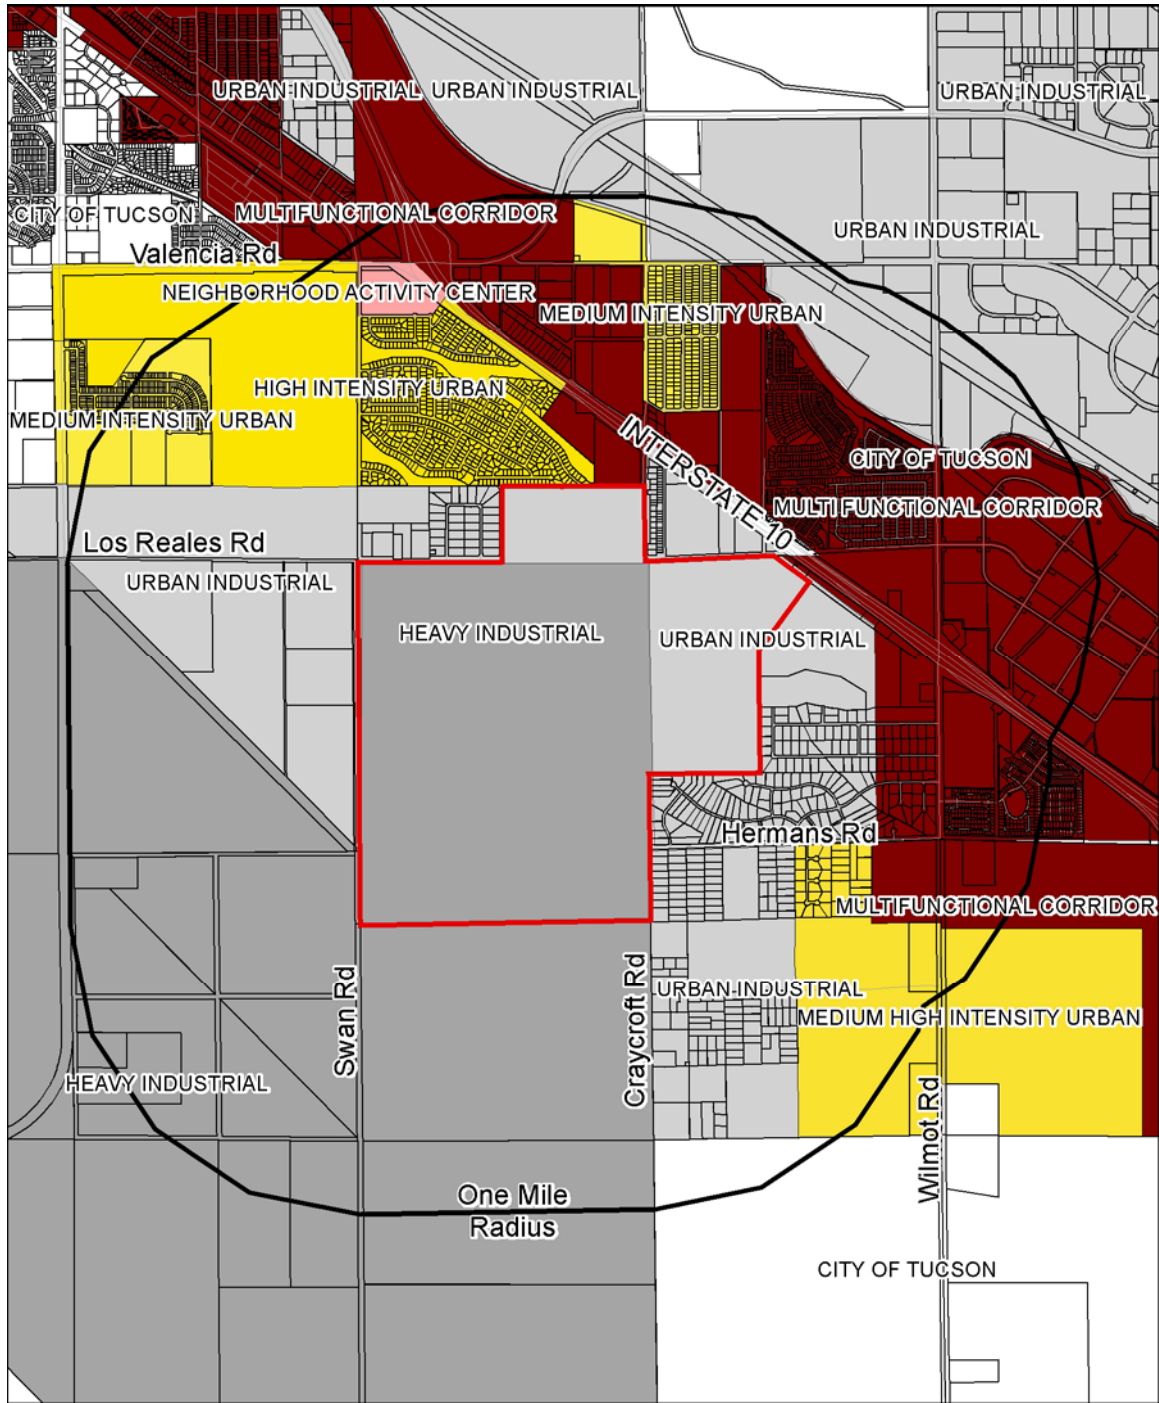 URBAN INDUSTRIAL
URBAN INDUSTRIAL
URBAN INDUSTRIAL
CITY OF TUCSON
MULTIFUNCTIONAL CORRIDOR
URBAN INDUSTRIAL
Valencia Rd
NEIGHBORHOOD ACTIVITY CENTER
MEDIUM INTENSITY URBAN
HIGH INTENSITY URBAN
MEDIUM INTENSITY URBAN
INTERSTATE 10
CITY OF TUCSON
MULTI FUNCTIONAL CORRIDOR
Los Reales Rd
URBAN INDUSTRIAL
HEAVY INDUSTRIAL
URBAN INDUSTRIAL
Hermans Rd
MULTIFUNCTIONAL CORRIDOR
URBAN INDUSTRIAL
MEDIUM HIGH INTENSITY URBAN
Swan Rd
Craycroft Rd
HEAVY INDUSTRIAL
Wilmot Rd
One Mile
Radius
CITY OF TUCSON